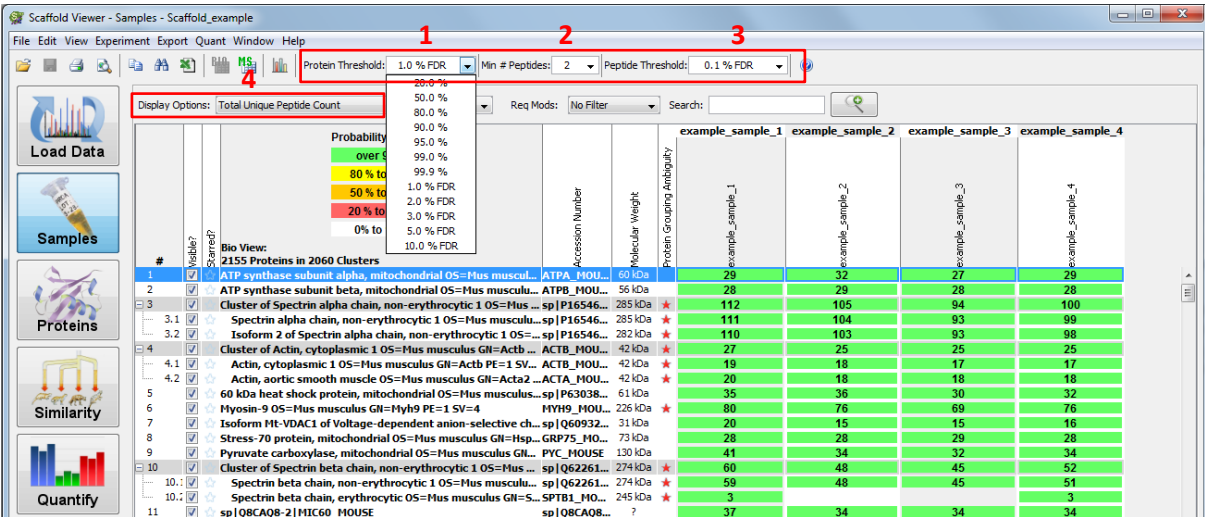 Scaffold Viewer - Samples - Scaffold_example
File Edit View Experiment Export Quant Window Help
1 2 3
Protein Threshold: 1.0 % FDR Min # Peptides: 2 Peptide Threshold: 0.1 % FDR
4
Display Options: Total Unique Peptide Count Req Mods: No Filter Search:
20.0 %
50.0 %
80.0 %
90.0 %
95.0 %
99.0 %
99.9 %
1.0 % FDR
2.0 % FDR
3.0 % FDR
5.0 % FDR
10.0 % FDR
Load Data
Samples
Proteins
Similarity
Quantify
Probability
over 9
80 % to
50 % to
20 % to
0% to
Bio View:
2155 Proteins in 2060 Clusters
# Visible? Starred? Accession Number Molecular Weight Protein Grouping Ambiguity
example_sample_1 example_sample_2 example_sample_3 example_sample_4
example_sample_1 example_sample_2 example_sample_3 example_sample_4
1 ATP synthase subunit alpha, mitochondrial OS=Mus muscul... ATPA_MOU... 60 kDa 29 32 27 29
2 ATP synthase subunit beta, mitochondrial OS=Mus musculu... ATPB_MOU... 56 kDa 28 29 28 28
3 Cluster of Spectrin alpha chain, non-erythrocytic 1 OS=Mus ... sp|P16546... 285 kDa 112 105 94 100
3.1 Spectrin alpha chain, non-erythrocytic 1 OS=Mus musculu... sp|P16546... 285 kDa 111 104 93 99
3.2 Isoform 2 of Spectrin alpha chain, non-erythrocytic 1 OS=... sp|P16546... 282 kDa 110 103 93 98
4 Cluster of Actin, cytoplasmic 1 OS=Mus musculus GN=Actb ... ACTB_MOU... 42 kDa 27 25 25 25
4.1 Actin, cytoplasmic 1 OS=Mus musculus GN=Actb PE=1 SV... ACTB_MOU... 42 kDa 19 18 17 17
4.2 Actin, aortic smooth muscle OS=Mus musculus GN=Acta2 ... ACTA_MOU... 42 kDa 20 18 18 18
5 60 kDa heat shock protein, mitochondrial OS=Mus musculus... sp|P63038... 61 kDa 35 36 30 32
6 Myosin-9 OS=Mus musculus GN=Myh9 PE=1 SV=4 MYH9_MOU... 226 kDa 80 76 69 76
7 Isoform Mt-VDAC1 of Voltage-dependent anion-selective ch... sp|Q60932... 31 kDa 20 15 15 16
8 Stress-70 protein, mitochondrial OS=Mus musculus GN=Hsp... GRP75_MO... 73 kDa 28 28 29 28
9 Pyruvate carboxylase, mitochondrial OS=Mus musculus GN... PYC_MOUSE 130 kDa 41 34 32 34
10 Cluster of Spectrin beta chain, non-erythrocytic 1 OS=Mus ... sp|Q62261... 274 kDa 60 48 45 52
10.1 Spectrin beta chain, non-erythrocytic 1 OS=Mus musculus... sp|Q62261... 274 kDa 59 48 45 51
10.2 Spectrin beta chain, erythrocytic OS=Mus musculus GN=S... SPTB1_MO... 245 kDa 3 3
11 sp|Q8CAQ8-2|MIC60_MOUSE sp|Q8CAQ8... ? 37 34 34 34